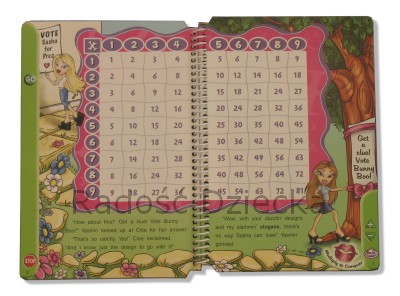 VOTE
Sasha
for
Prez
GO
X 1 2 3 4 5 6 7 8 9
1 1 2 3 4 5 6 7 8 9
2 2 4 6 8 10 12 14 16 18
3 3 6 9 12 15 18 21 24 27
4 4 8 12 16 20 24 28 32 36
5 5 10 15 20 25 30 35 40 45
6 6 12 18 24 30 36 42 48 54
7 7 14 21 28 35 42 49 56 63
8 8 16 24 32 40 48 56 64 72
9 9 18 27 36 45 54 63 72 81
Got
a clue!
Vote
Bunny
Boo!
Radość Dziecka
"How about this? 'Got a clue! Vote Bunny
Boo!'" Yasmin looked at Cloe for her answer.
"That's so catchy, Yas!" Cloe exclaimed.
"And I know just the design to go with it!"
"Wow, with your dazzlin' designs
and my slammin' slogans, there's
no way Sasha can lose!" Yasmin
grinned.
STOP